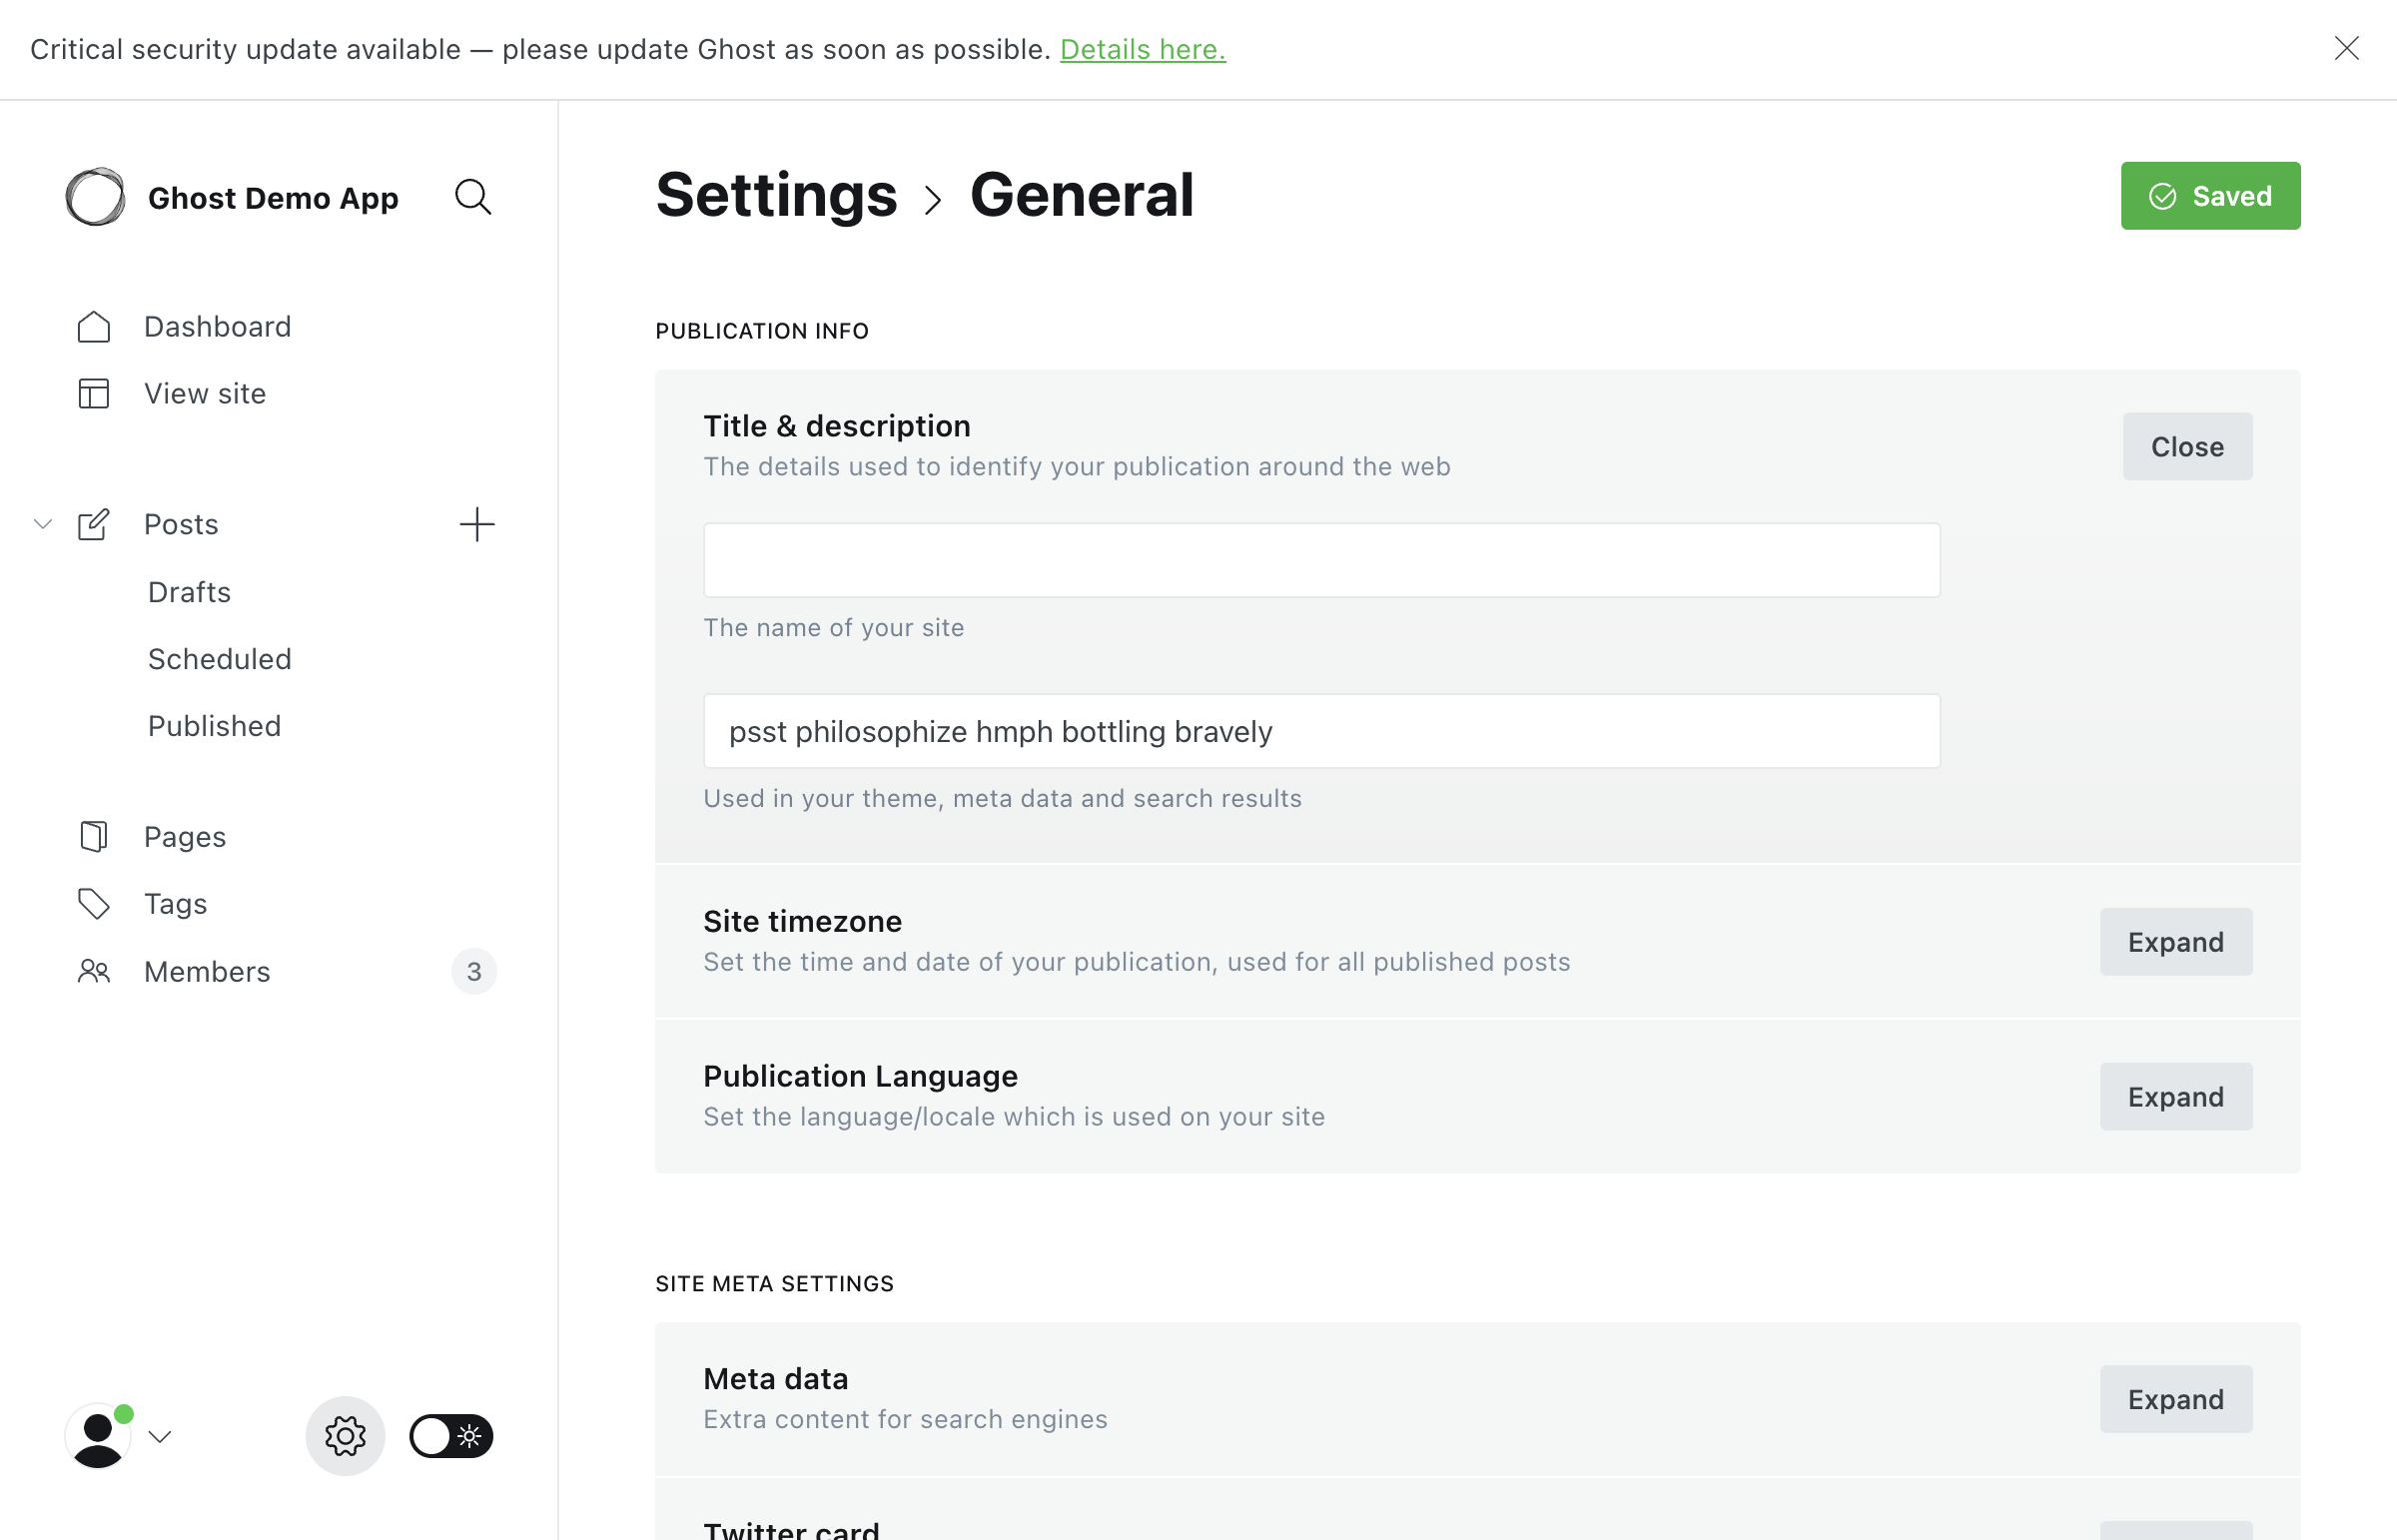 Critical security update available — please update Ghost as soon as possible. Details here.
Ghost Demo App
Dashboard
View site
Posts
Drafts
Scheduled
Published
Pages
Tags
Members 3
Settings > General
Saved
PUBLICATION INFO
Title & description
The details used to identify your publication around the web
Close
The name of your site
psst philosophize hmph bottling bravely
Used in your theme, meta data and search results
Site timezone
Set the time and date of your publication, used for all published posts
Expand
Publication Language
Set the language/locale which is used on your site
Expand
SITE META SETTINGS
Meta data
Extra content for search engines
Expand
Twitter card